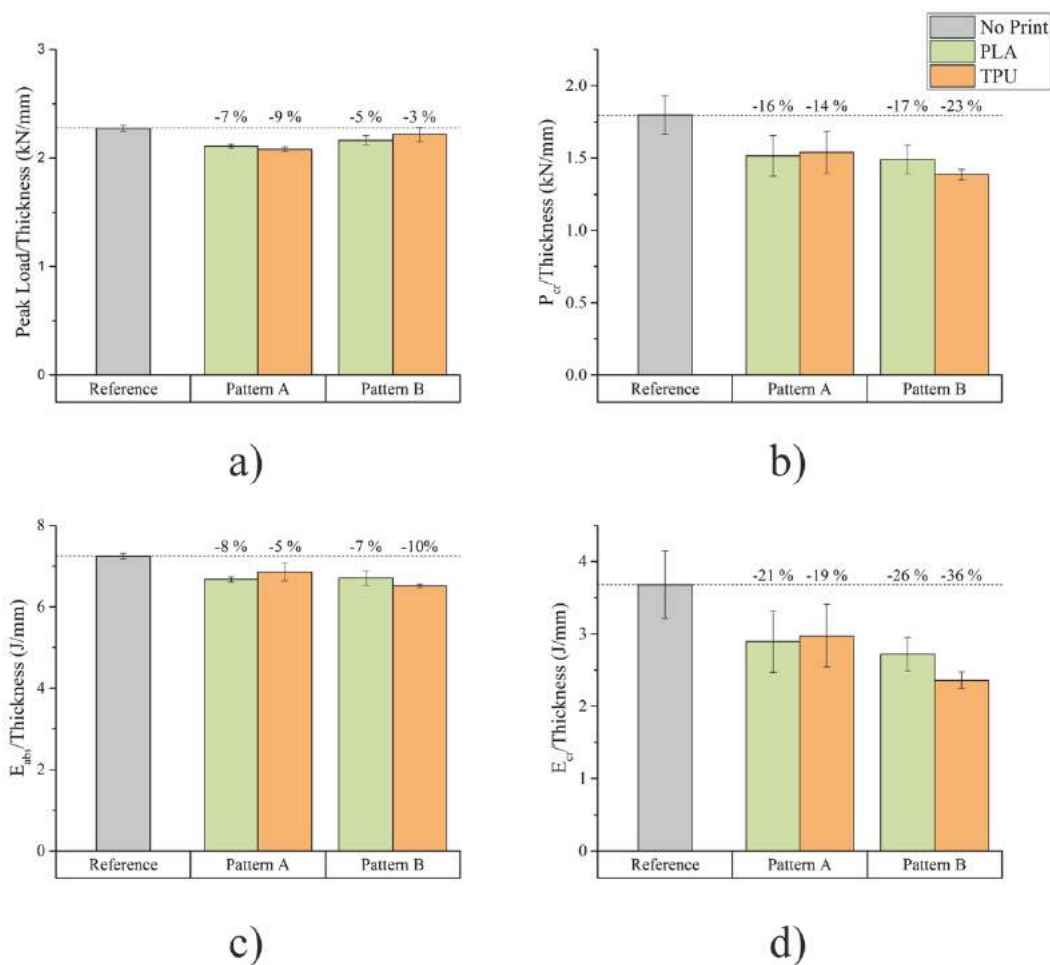 No Print
PLA
TPU
3
2
1
0
Peak Load/Thickness (kN/mm)
-7 % -9 % -5 % -3 %
Reference Pattern A Pattern B
a)
2.0
1.5
1.0
0.5
0.0
Pcr/Thickness (kN/mm)
-16 % -14 % -17 % -23 %
Reference Pattern A Pattern B
b)
8
6
4
2
0
Eabs/Thickness (J/mm)
-8 % -5 % -7 % -10%
Reference Pattern A Pattern B
c)
4
3
2
1
0
Ecr/Thickness (J/mm)
-21 % -19 % -26 % -36 %
Reference Pattern A Pattern B
d)